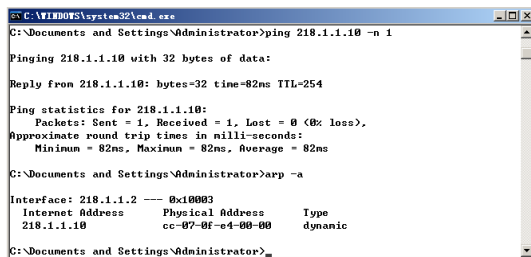 C:\WINDOWS\system32\cmd.exe
C:\Documents and Settings\Administrator>ping 218.1.1.10 -n 1
Pinging 218.1.1.10 with 32 bytes of data:
Reply from 218.1.1.10: bytes=32 time=82ms TTL=254
Ping statistics for 218.1.1.10:
    Packets: Sent = 1, Received = 1, Lost = 0 (0% loss),
Approximate round trip times in milli-seconds:
    Minimum = 82ms, Maximum = 82ms, Average = 82ms
C:\Documents and Settings\Administrator>arp -a
Interface: 218.1.1.2 --- 0x10003
  Internet Address      Physical Address      Type
  218.1.1.10            cc-07-0f-e4-00-00     dynamic
C:\Documents and Settings\Administrator>_